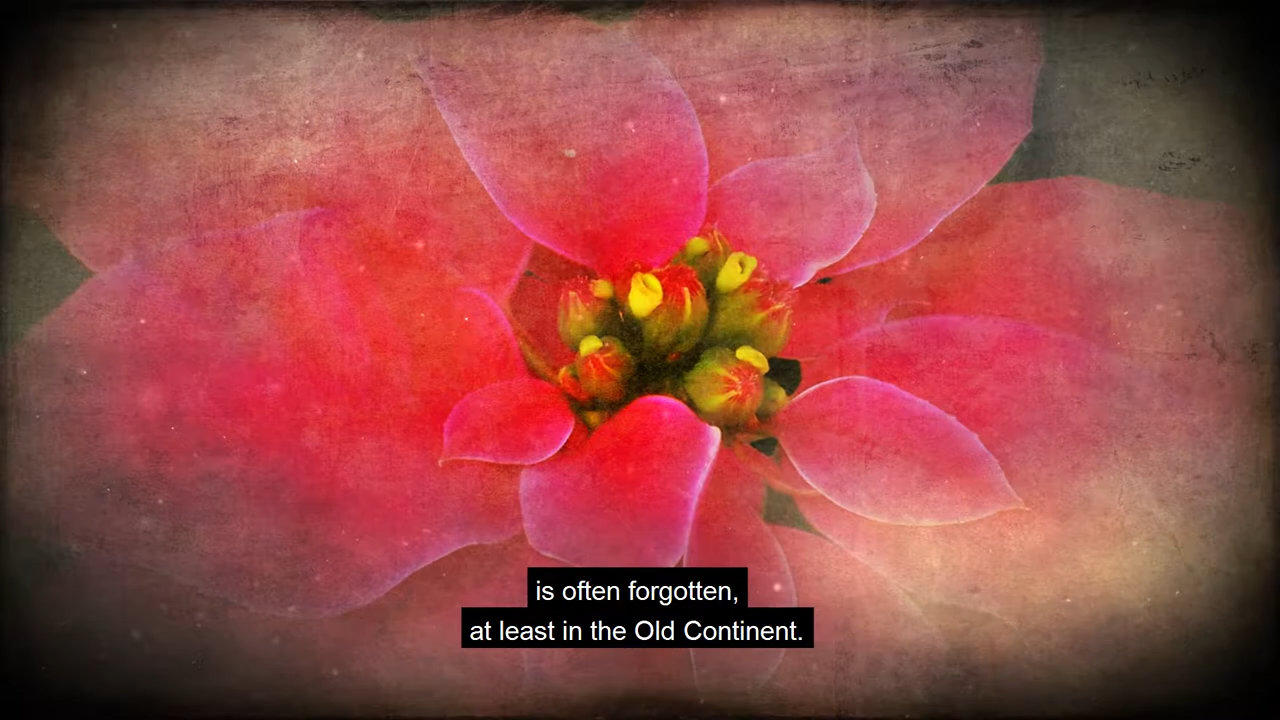 is often forgotten,
at least in the Old Continent.